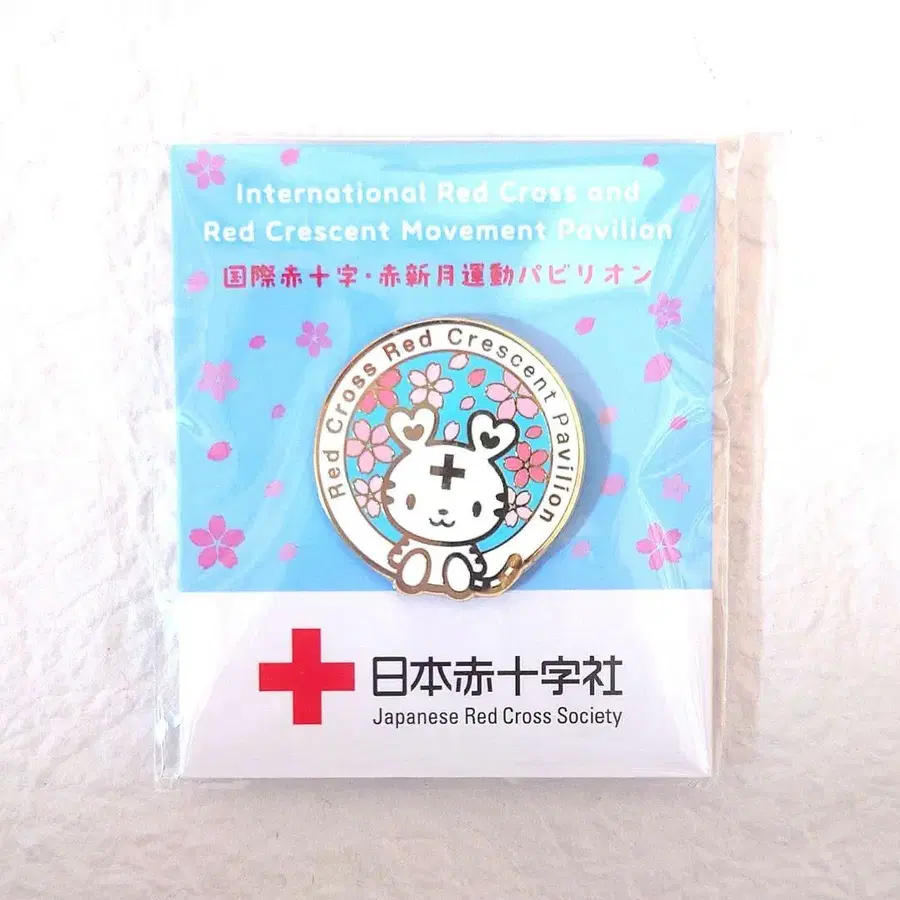 International Red Cross and
Red Crescent Movement Pavilion
国際赤十字・赤新月運動パビリオン
Red Cross Red Crescent Pavilion
日本赤十字社
Japanese Red Cross Society